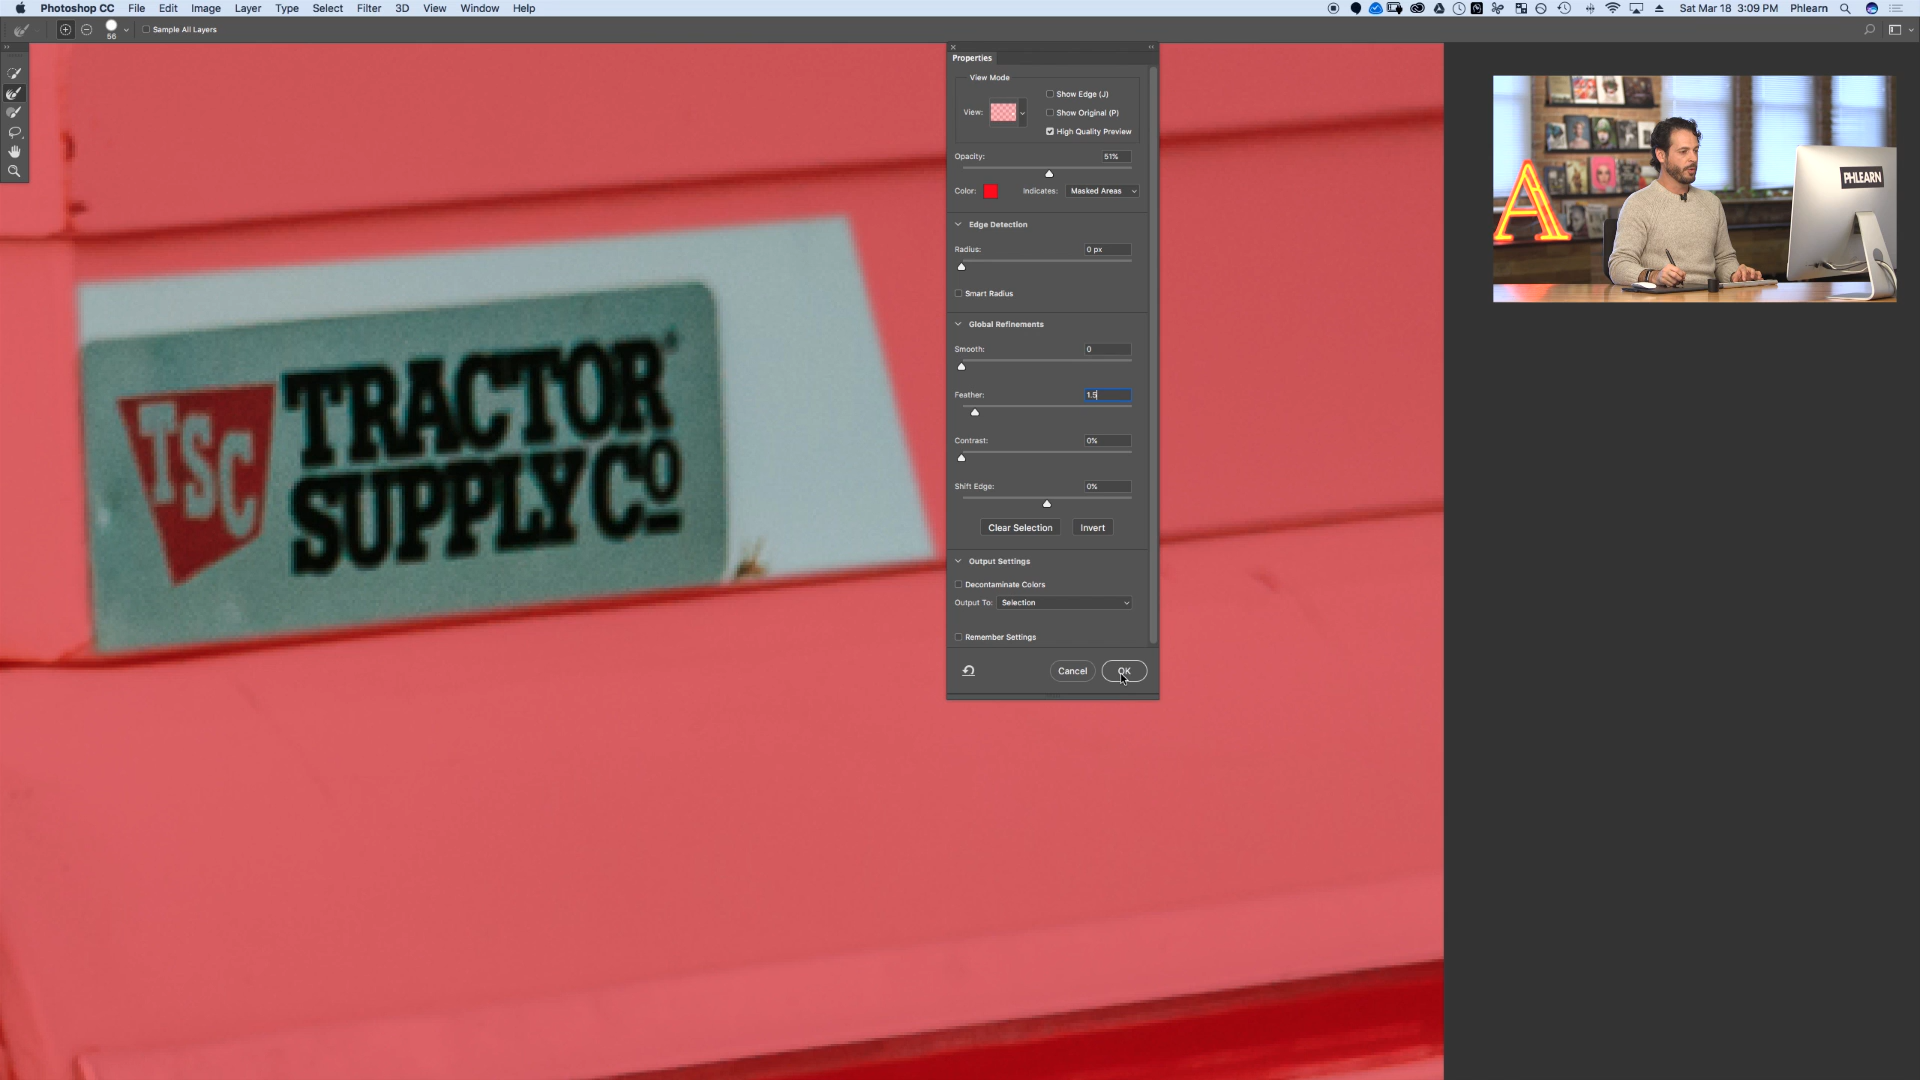 Photoshop CC File Edit Image Layer Type Select Filter 3D View Window Help Sat Mar 18 3:09 PM Phlearn
56 Sample All Layers
Properties
View Mode
Show Edge (J)
View: Show Original (P)
High Quality Preview
Opacity: 51%
Color: Indicates: Masked Areas
Edge Detection
Radius: 0 px
Smart Radius
Global Refinements
Smooth: 0
Feather: 1.5
Contrast: 0%
Shift Edge: 0%
Clear Selection Invert
Output Settings
Decontaminate Colors
Output To: Selection
Remember Settings
Cancel OK
TSC
TRACTOR
SUPPLY CO
A
PHLEARN